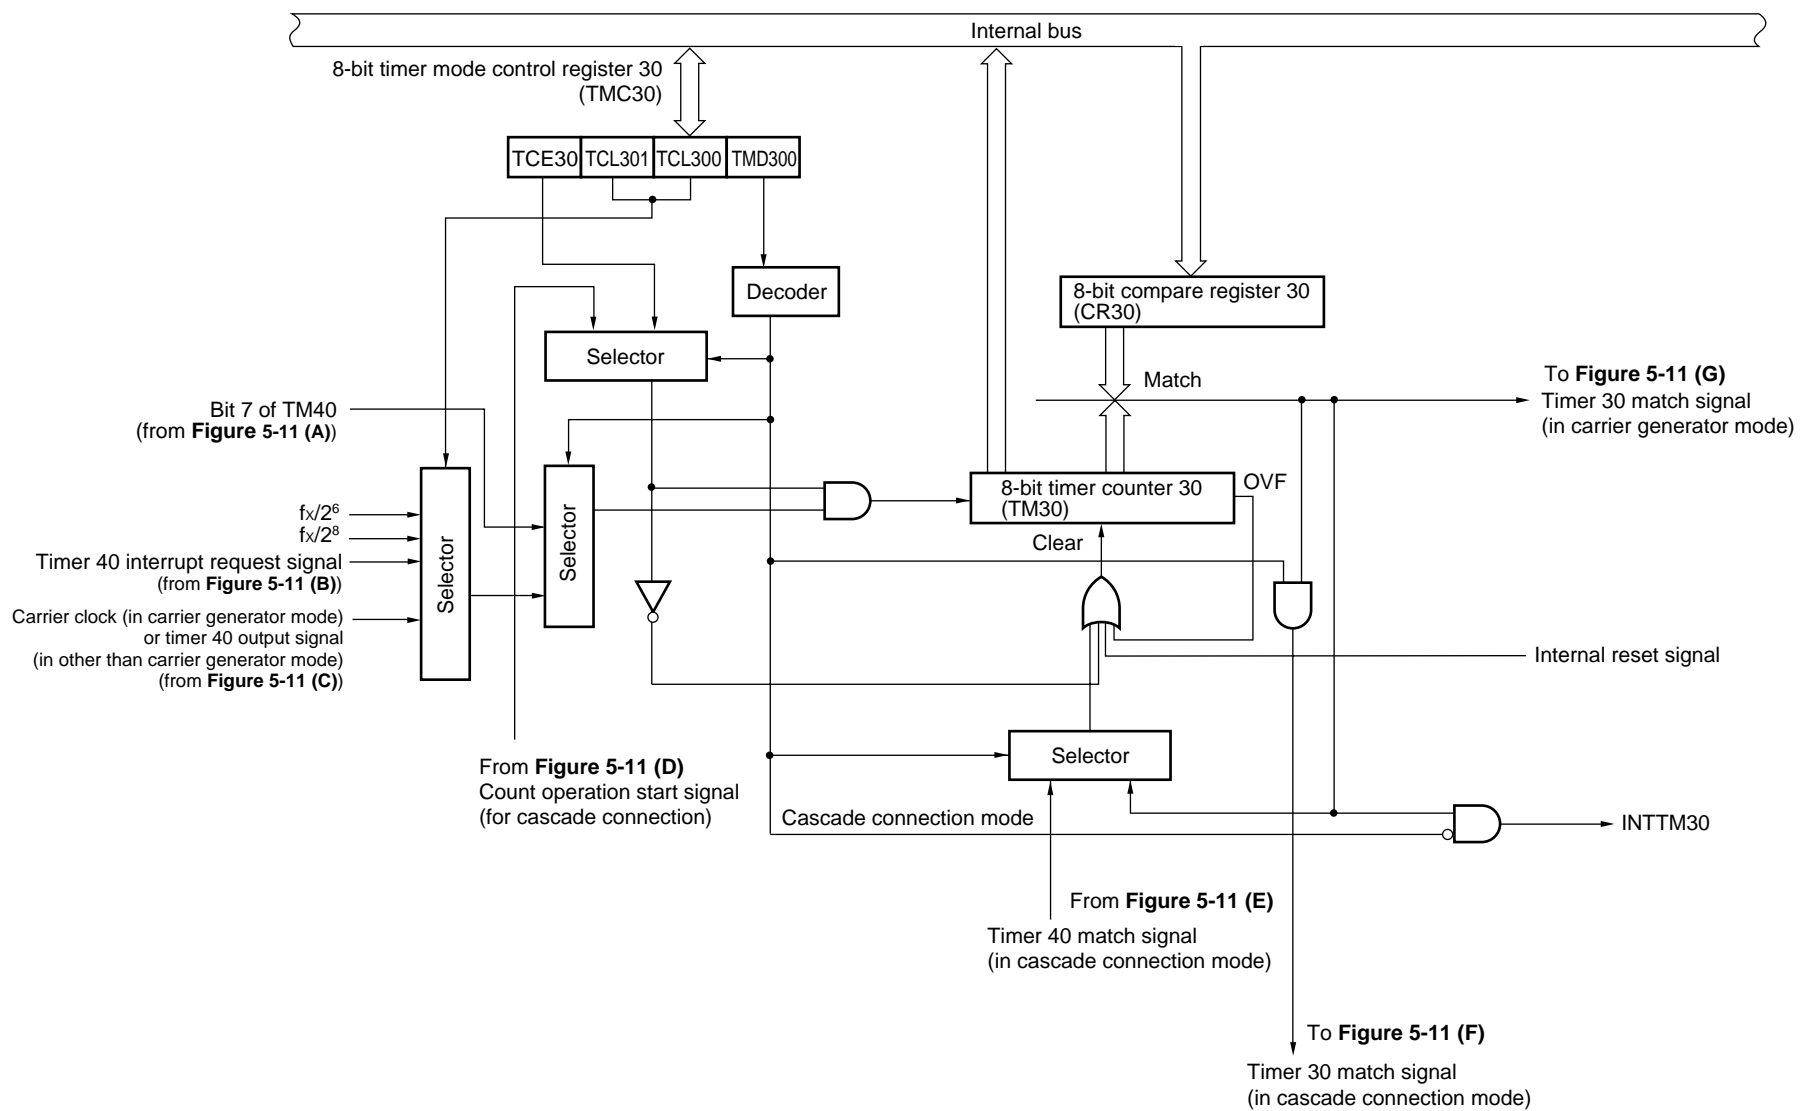 Internal bus
8-bit timer mode control register 30
(TMC30)
TCE30 TCL301 TCL300 TMD300
Decoder
8-bit compare register 30
(CR30)
Selector
Match
To Figure 5-11 (G)
Timer 30 match signal
(in carrier generator mode)
Bit 7 of TM40
(from Figure 5-11 (A))
8-bit timer counter 30
(TM30)
OVF
Clear
fX/2⁶
fX/2⁸
Timer 40 interrupt request signal
(from Figure 5-11 (B))
Carrier clock (in carrier generator mode)
or timer 40 output signal
(in other than carrier generator mode)
(from Figure 5-11 (C))
Selector
Selector
Internal reset signal
From Figure 5-11 (D)
Count operation start signal
(for cascade connection)
Selector
Cascade connection mode
INTTM30
From Figure 5-11 (E)
Timer 40 match signal
(in cascade connection mode)
To Figure 5-11 (F)
Timer 30 match signal
(in cascade connection mode)